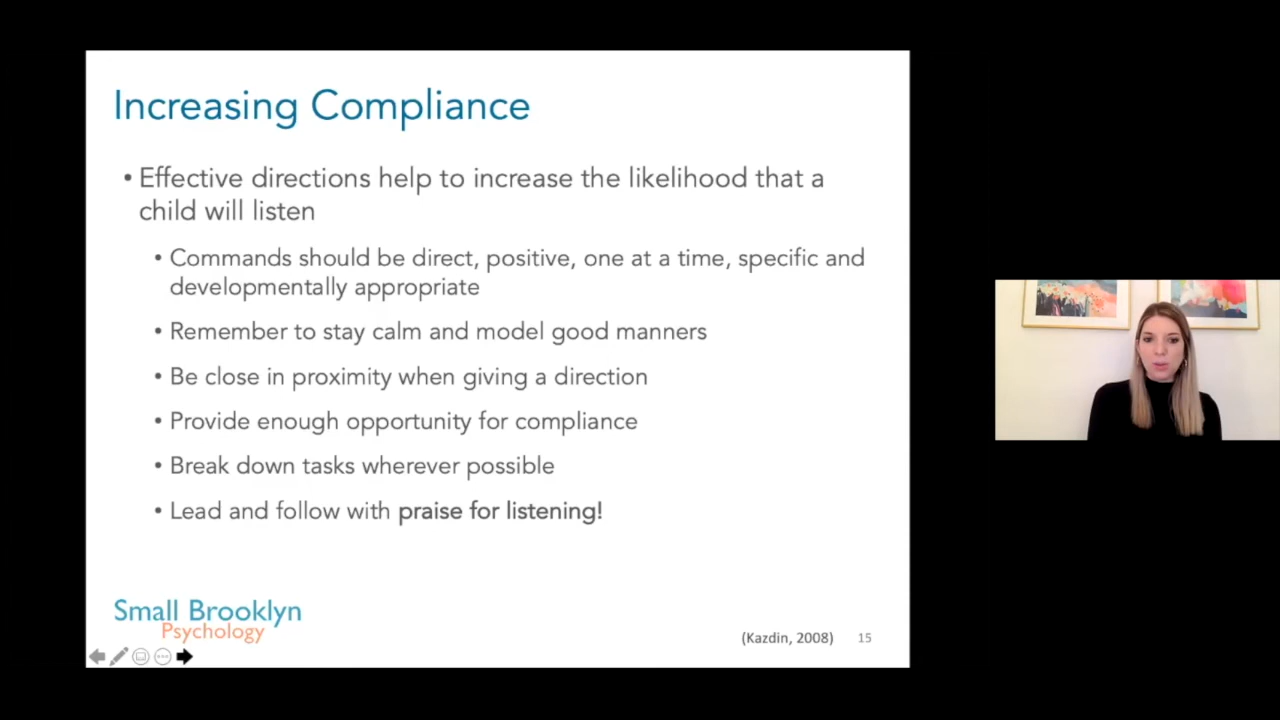 Increasing Compliance
• Effective directions help to increase the likelihood that a
child will listen
• Commands should be direct, positive, one at a time, specific and
developmentally appropriate
• Remember to stay calm and model good manners
• Be close in proximity when giving a direction
• Provide enough opportunity for compliance
• Break down tasks wherever possible
• Lead and follow with praise for listening!
Small Brooklyn
Psychology
(Kazdin, 2008) 15